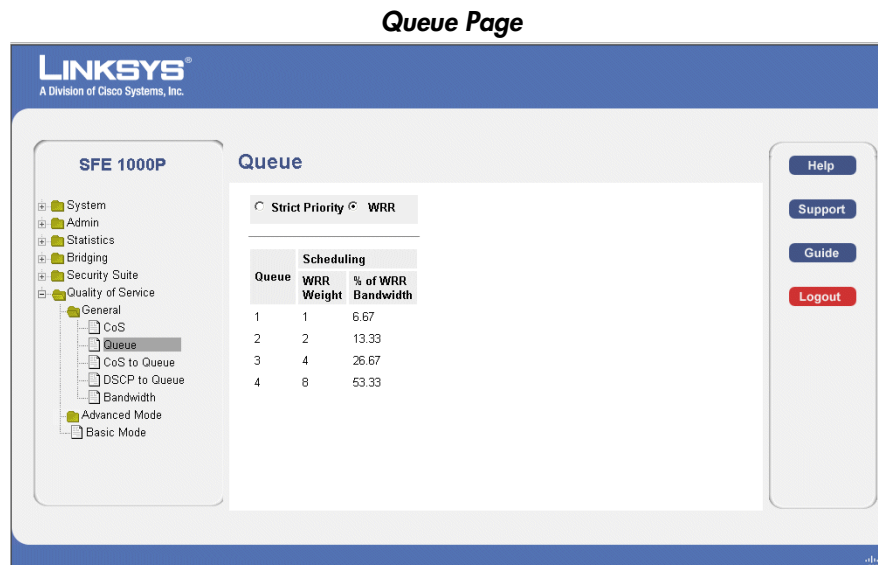 Queue Page
LINKSYS®
A Division of Cisco Systems, Inc.
SFE 1000P
System
Admin
Statistics
Bridging
Security Suite
Quality of Service
General
CoS
Queue
CoS to Queue
DSCP to Queue
Bandwidth
Advanced Mode
Basic Mode
Queue
Strict Priority WRR
Queue Scheduling
WRR Weight % of WRR Bandwidth
1 1 6.67
2 2 13.33
3 4 26.67
4 8 53.33
Help
Support
Guide
Logout